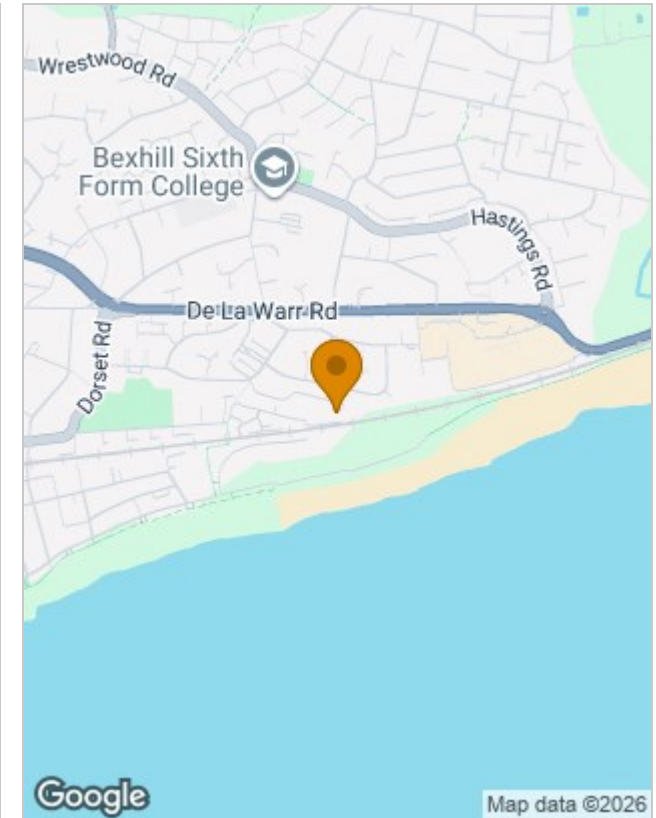 Wrestwood Rd
Bexhill Sixth
Form College
Hastings Rd
De La Warr Rd
Dorset Rd
Google
Map data ©2026